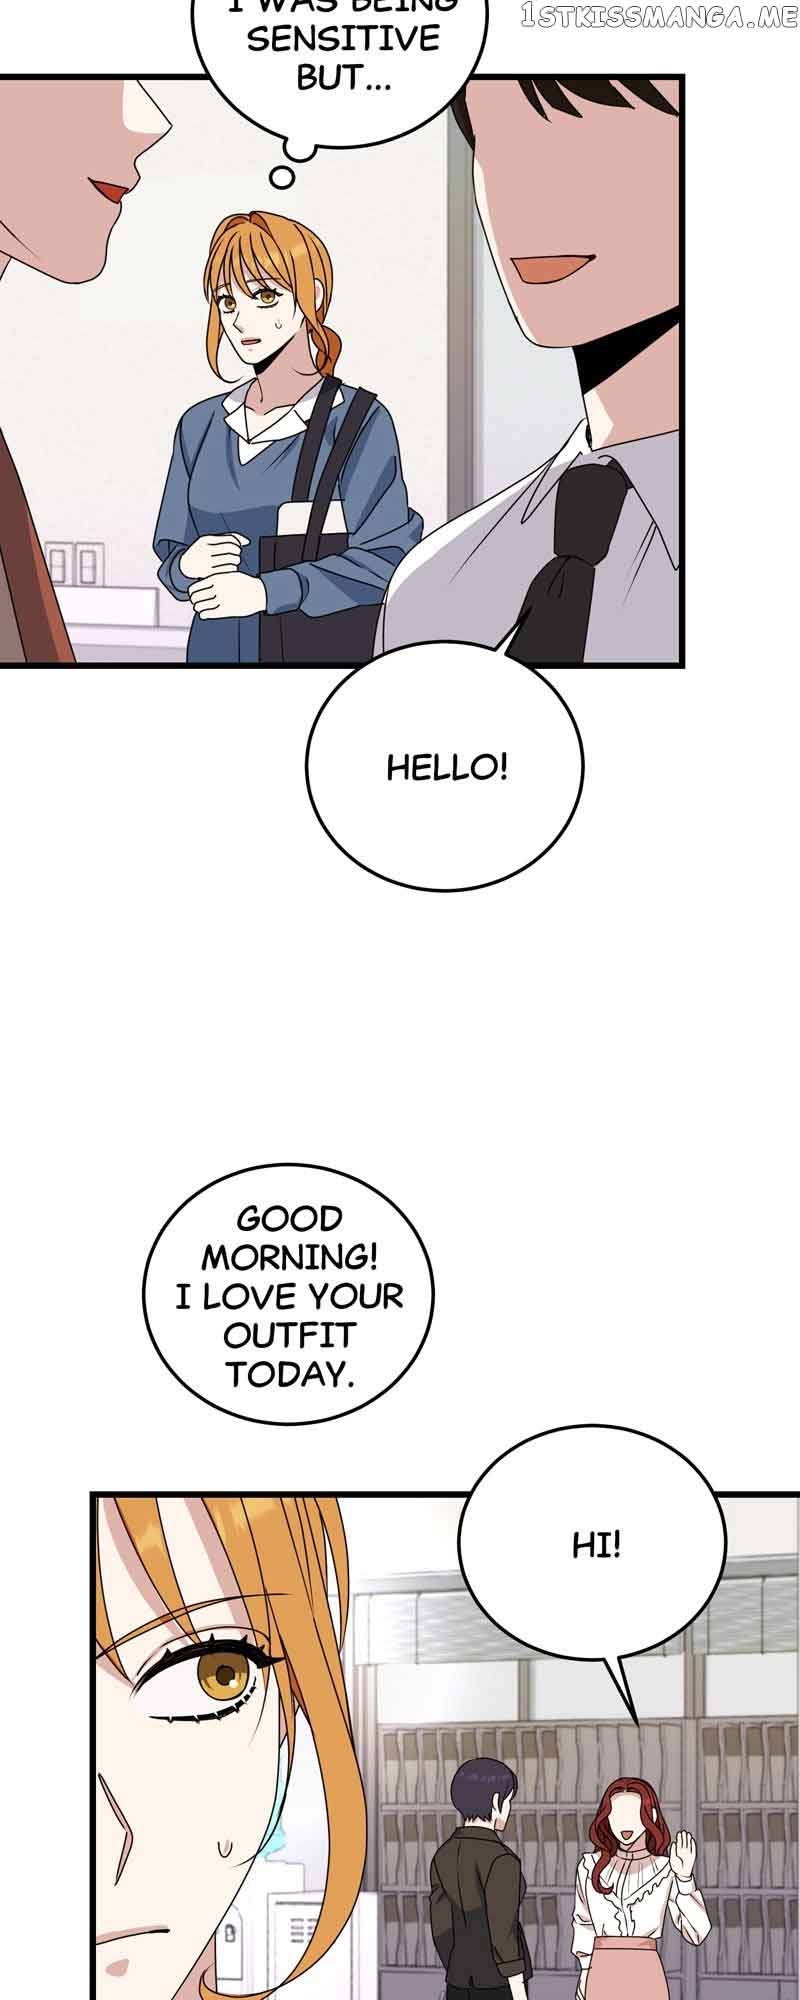 1STKISSMANGA.ME
I WAS BEING
SENSITIVE
BUT...
HELLO!
GOOD
MORNING!
I LOVE YOUR
OUTFIT
TODAY.
HI!